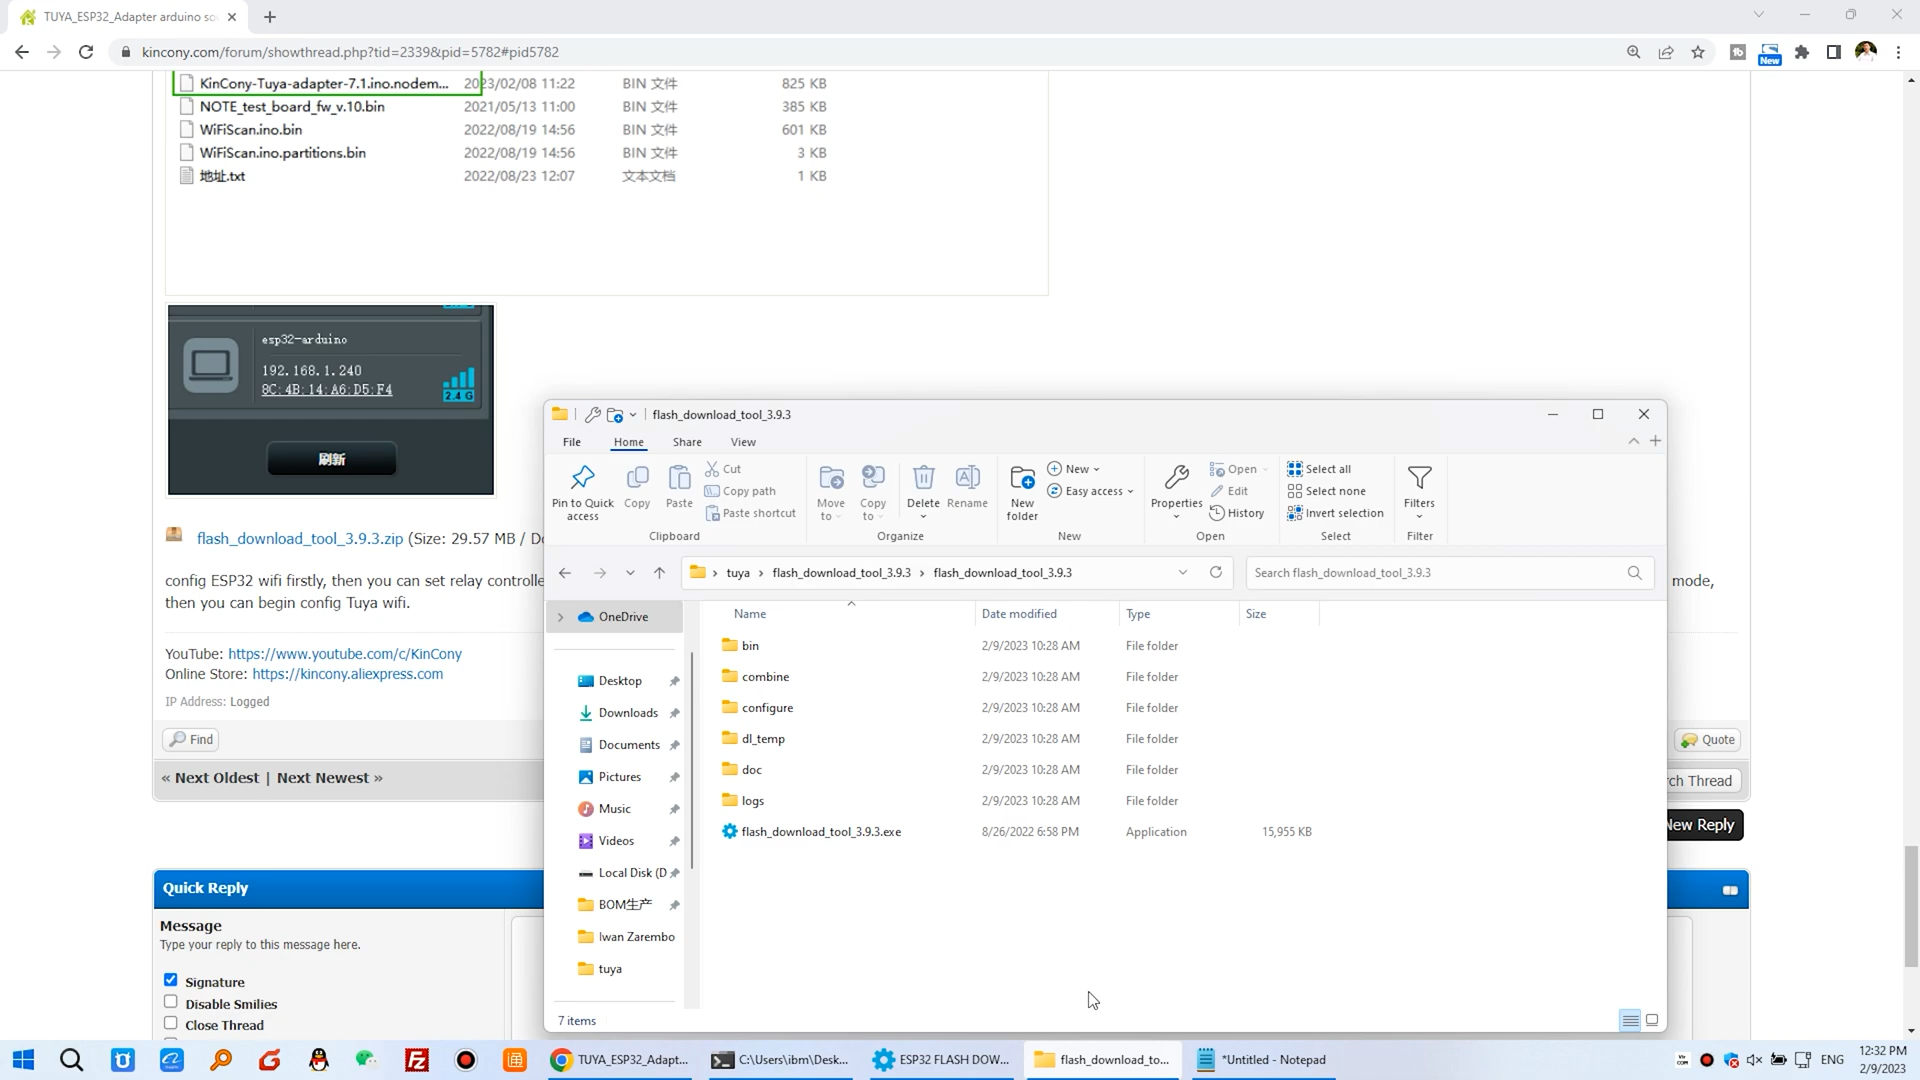 TUYA_ESP32_Adapter arduino so
kincony.com/forum/showthread.php?tid=2339&pid=5782#pid5782
New
KinCony-Tuya-adapter-7.1.ino.nodem... 2023/02/08 11:22 BIN 文件 825 KB
NOTE_test_board_fw_v.10.bin 2021/05/13 11:00 BIN 文件 385 KB
WiFiScan.ino.bin 2022/08/19 14:56 BIN 文件 601 KB
WiFiScan.ino.partitions.bin 2022/08/19 14:56 BIN 文件 3 KB
地址.txt 2022/08/23 12:07 文本文档 1 KB
esp32-arduino
192.168.1.240
8C:4B:14:A6:D5:F4
2.4 G
刷新
flash_download_tool_3.9.3.zip (Size: 29.57 MB / Do
config ESP32 wifi firstly, then you can set relay controlle
mode,
then you can begin config Tuya wifi.
YouTube: https://www.youtube.com/c/KinCony
Online Store: https://kincony.aliexpress.com
IP Address: Logged
Find
Quote
« Next Oldest | Next Newest »
rch Thread
New Reply
Quick Reply
Message
Type your reply to this message here.
Signature
Disable Smilies
Close Thread
flash_download_tool_3.9.3
File Home Share View
Pin to Quick access
Copy
Paste
Cut
Copy path
Paste shortcut
Clipboard
Move to
Copy to
Delete
Rename
Organize
New folder
New
Easy access
New
Properties
Open
Edit
History
Open
Select all
Select none
Invert selection
Select
Filters
Filter
tuya › flash_download_tool_3.9.3 › flash_download_tool_3.9.3
Search flash_download_tool_3.9.3
OneDrive
Desktop
Downloads
Documents
Pictures
Music
Videos
Local Disk (D
BOM生产
Iwan Zarembo
tuya
Name Date modified Type Size
bin 2/9/2023 10:28 AM File folder
combine 2/9/2023 10:28 AM File folder
configure 2/9/2023 10:28 AM File folder
dl_temp 2/9/2023 10:28 AM File folder
doc 2/9/2023 10:28 AM File folder
logs 2/9/2023 10:28 AM File folder
flash_download_tool_3.9.3.exe 8/26/2022 6:58 PM Application 15,955 KB
7 items
TUYA_ESP32_Adapt...
C:\Users\ibm\Desk...
ESP32 FLASH DOW...
flash_download_to...
*Untitled - Notepad
ENG
12:32 PM
2/9/2023